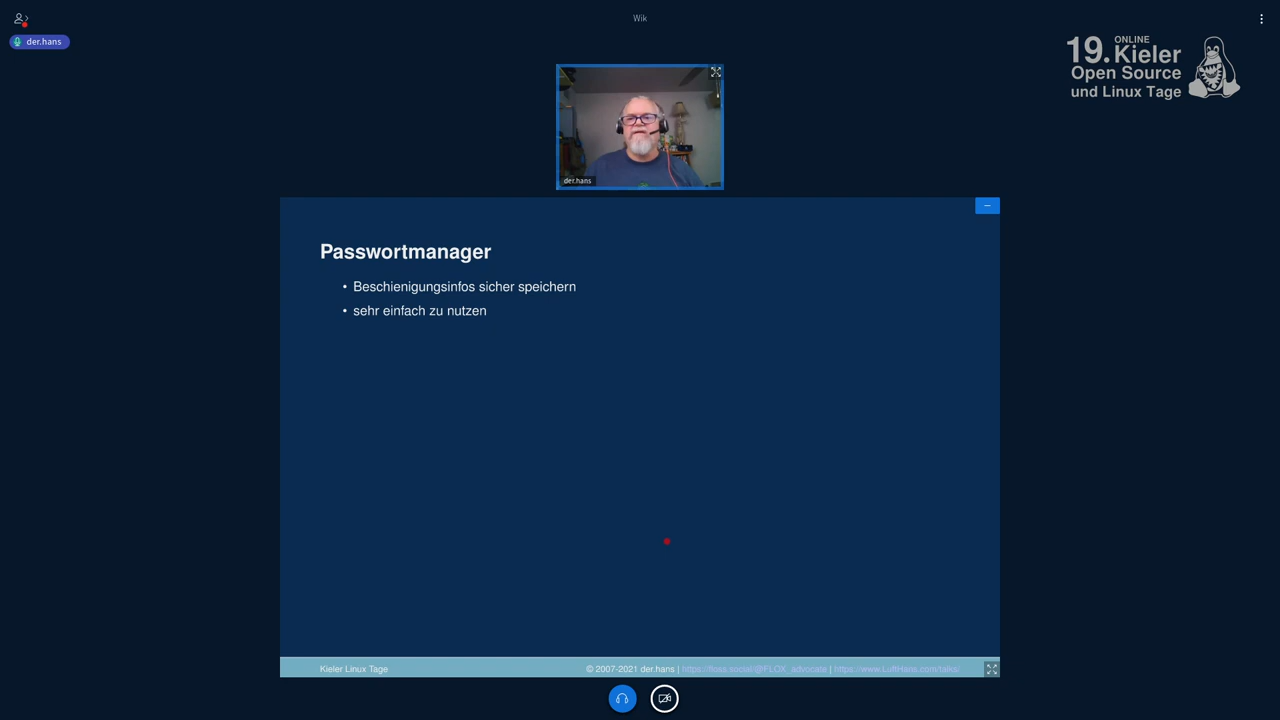 Wik
der.hans
19. ONLINE Kieler
Open Source
und Linux Tage
der.hans
Passwortmanager
• Beschienigungsinfos sicher speichern
• sehr einfach zu nutzen
Kieler Linux Tage
© 2007-2021 der.hans | https://floss.social/@FLOX_advocate | https://www.LuftHans.com/talks/